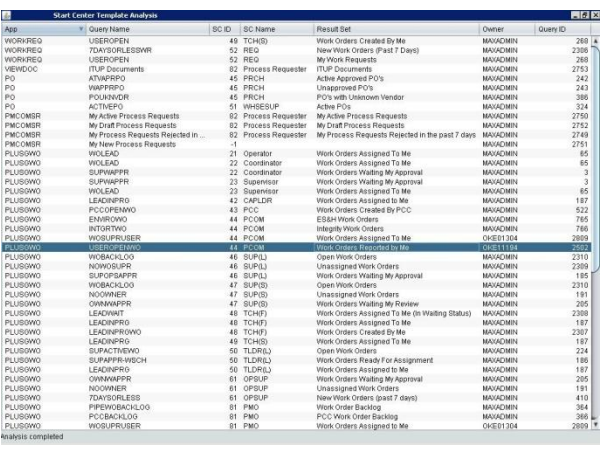 Start Center Template Analysis
App Query Name SC ID SC Name Result Set Owner Query ID
WORKREQ USEROPEN 49 TCH(S) Work Orders Created By Me MAXADMIN 268
WORKREQ 7DAYSORLESSWR 52 REQ New Work Orders (Past 7 Days) MAXADMIN 2306
WORKREQ USEROPEN 52 REQ My Work Requests MAXADMIN 268
VIEWDOC ITUP Documents 82 Process Requester ITUP Documents MAXADMIN 2753
PO ATVAPRPO 45 PRCH Active Approved PO's MAXADMIN 242
PO WAPPRPO 45 PRCH Unapproved PO's MAXADMIN 243
PO POUKNVDR 45 PRCH PO's with Unknown Vendor MAXADMIN 386
PO ACTIVEPO 51 WHSESUP Active POs MAXADMIN 324
PMCOMSR My Active Process Requests 82 Process Requester My Active Process Requests MAXADMIN 2750
PMCOMSR My Draft Process Requests 82 Process Requester My Draft Process Requests MAXADMIN 2752
PMCOMSR My Process Requests Rejected in ... 82 Process Requester My Process Requests Rejected in the past 7 days MAXADMIN 2749
PMCOMSR My New Process Requests -1 MAXADMIN 2751
PLUSGWO WOLEAD 21 Operator Work Orders Assigned To Me MAXADMIN 65
PLUSGWO WOLEAD 22 Coordinator Work Orders Assigned To Me MAXADMIN 65
PLUSGWO SUPWAPPR 22 Coordinator Work Orders Waiting My Approval MAXADMIN 3
PLUSGWO SUPWAPPR 23 Supervisor Work Orders Waiting My Approval MAXADMIN 3
PLUSGWO WOLEAD 23 Supervisor Work Orders Assigned To Me MAXADMIN 65
PLUSGWO LEADINPRG 42 CAPLDR Work Orders Assigned to Me MAXADMIN 187
PLUSGWO PCCOPENWO 43 PCC Work Orders Created By PCC MAXADMIN 522
PLUSGWO ENVIROWO 44 PCOM ES&H Work Orders MAXADMIN 765
PLUSGWO INTGRTWO 44 PCOM Integrity Work Orders MAXADMIN 766
PLUSGWO WOSUPRUSER 44 PCOM Work Orders Assigned To Me OKE01304 2809
PLUSGWO USEROPENWO 44 PCOM Work Orders Reported by Me OKE11194 2502
PLUSGWO WOBACKLOG 46 SUP(L) Open Work Orders MAXADMIN 2310
PLUSGWO NOWOSUPR 46 SUP(L) Unassigned Work Orders MAXADMIN 2309
PLUSGWO SUPOPSAPPR 46 SUP(L) Work Orders Waiting My Approval MAXADMIN 185
PLUSGWO WOBACKLOG 47 SUP(S) Open Work Orders MAXADMIN 2310
PLUSGWO NOOWNER 47 SUP(S) Unassigned Work Orders MAXADMIN 191
PLUSGWO OWNWAPPR 47 SUP(S) Work Orders Waiting My Review MAXADMIN 205
PLUSGWO LEADWAIT 48 TCH(F) Work Orders Assigned To Me (In Waiting Status) MAXADMIN 2308
PLUSGWO LEADINPRG 48 TCH(F) Work Orders Assigned To Me MAXADMIN 187
PLUSGWO LEADINPRGWO 48 TCH(F) Work Orders Created By Me MAXADMIN 2307
PLUSGWO LEADINPRG 49 TCH(S) Work Orders Assigned To Me MAXADMIN 187
PLUSGWO SUPACTIVEWO 50 TLDR(L) Open Work Orders MAXADMIN 224
PLUSGWO SUPAPPR-WSCH 50 TLDR(L) Work Orders Ready For Assignment MAXADMIN 186
PLUSGWO LEADINPRG 50 TLDR(L) Work Orders Assigned to Me MAXADMIN 187
PLUSGWO OWNWAPPR 61 OPSUP Work Orders Waiting My Approval MAXADMIN 205
PLUSGWO NOOWNER 61 OPSUP Unassigned Work Orders MAXADMIN 191
PLUSGWO 7DAYSORLESS 61 OPSUP New Work Orders (past 7 days) MAXADMIN 410
PLUSGWO PIPEWOBACKLOG 81 PMO Work Order Backlog MAXADMIN 364
PLUSGWO PCCBACKLOG 81 PMO PCC Work Order Backlog MAXADMIN 366
PLUSGWO WOSUPRUSER 81 PMO Work Orders Assigned To Me OKE01304 2809
Analysis completed